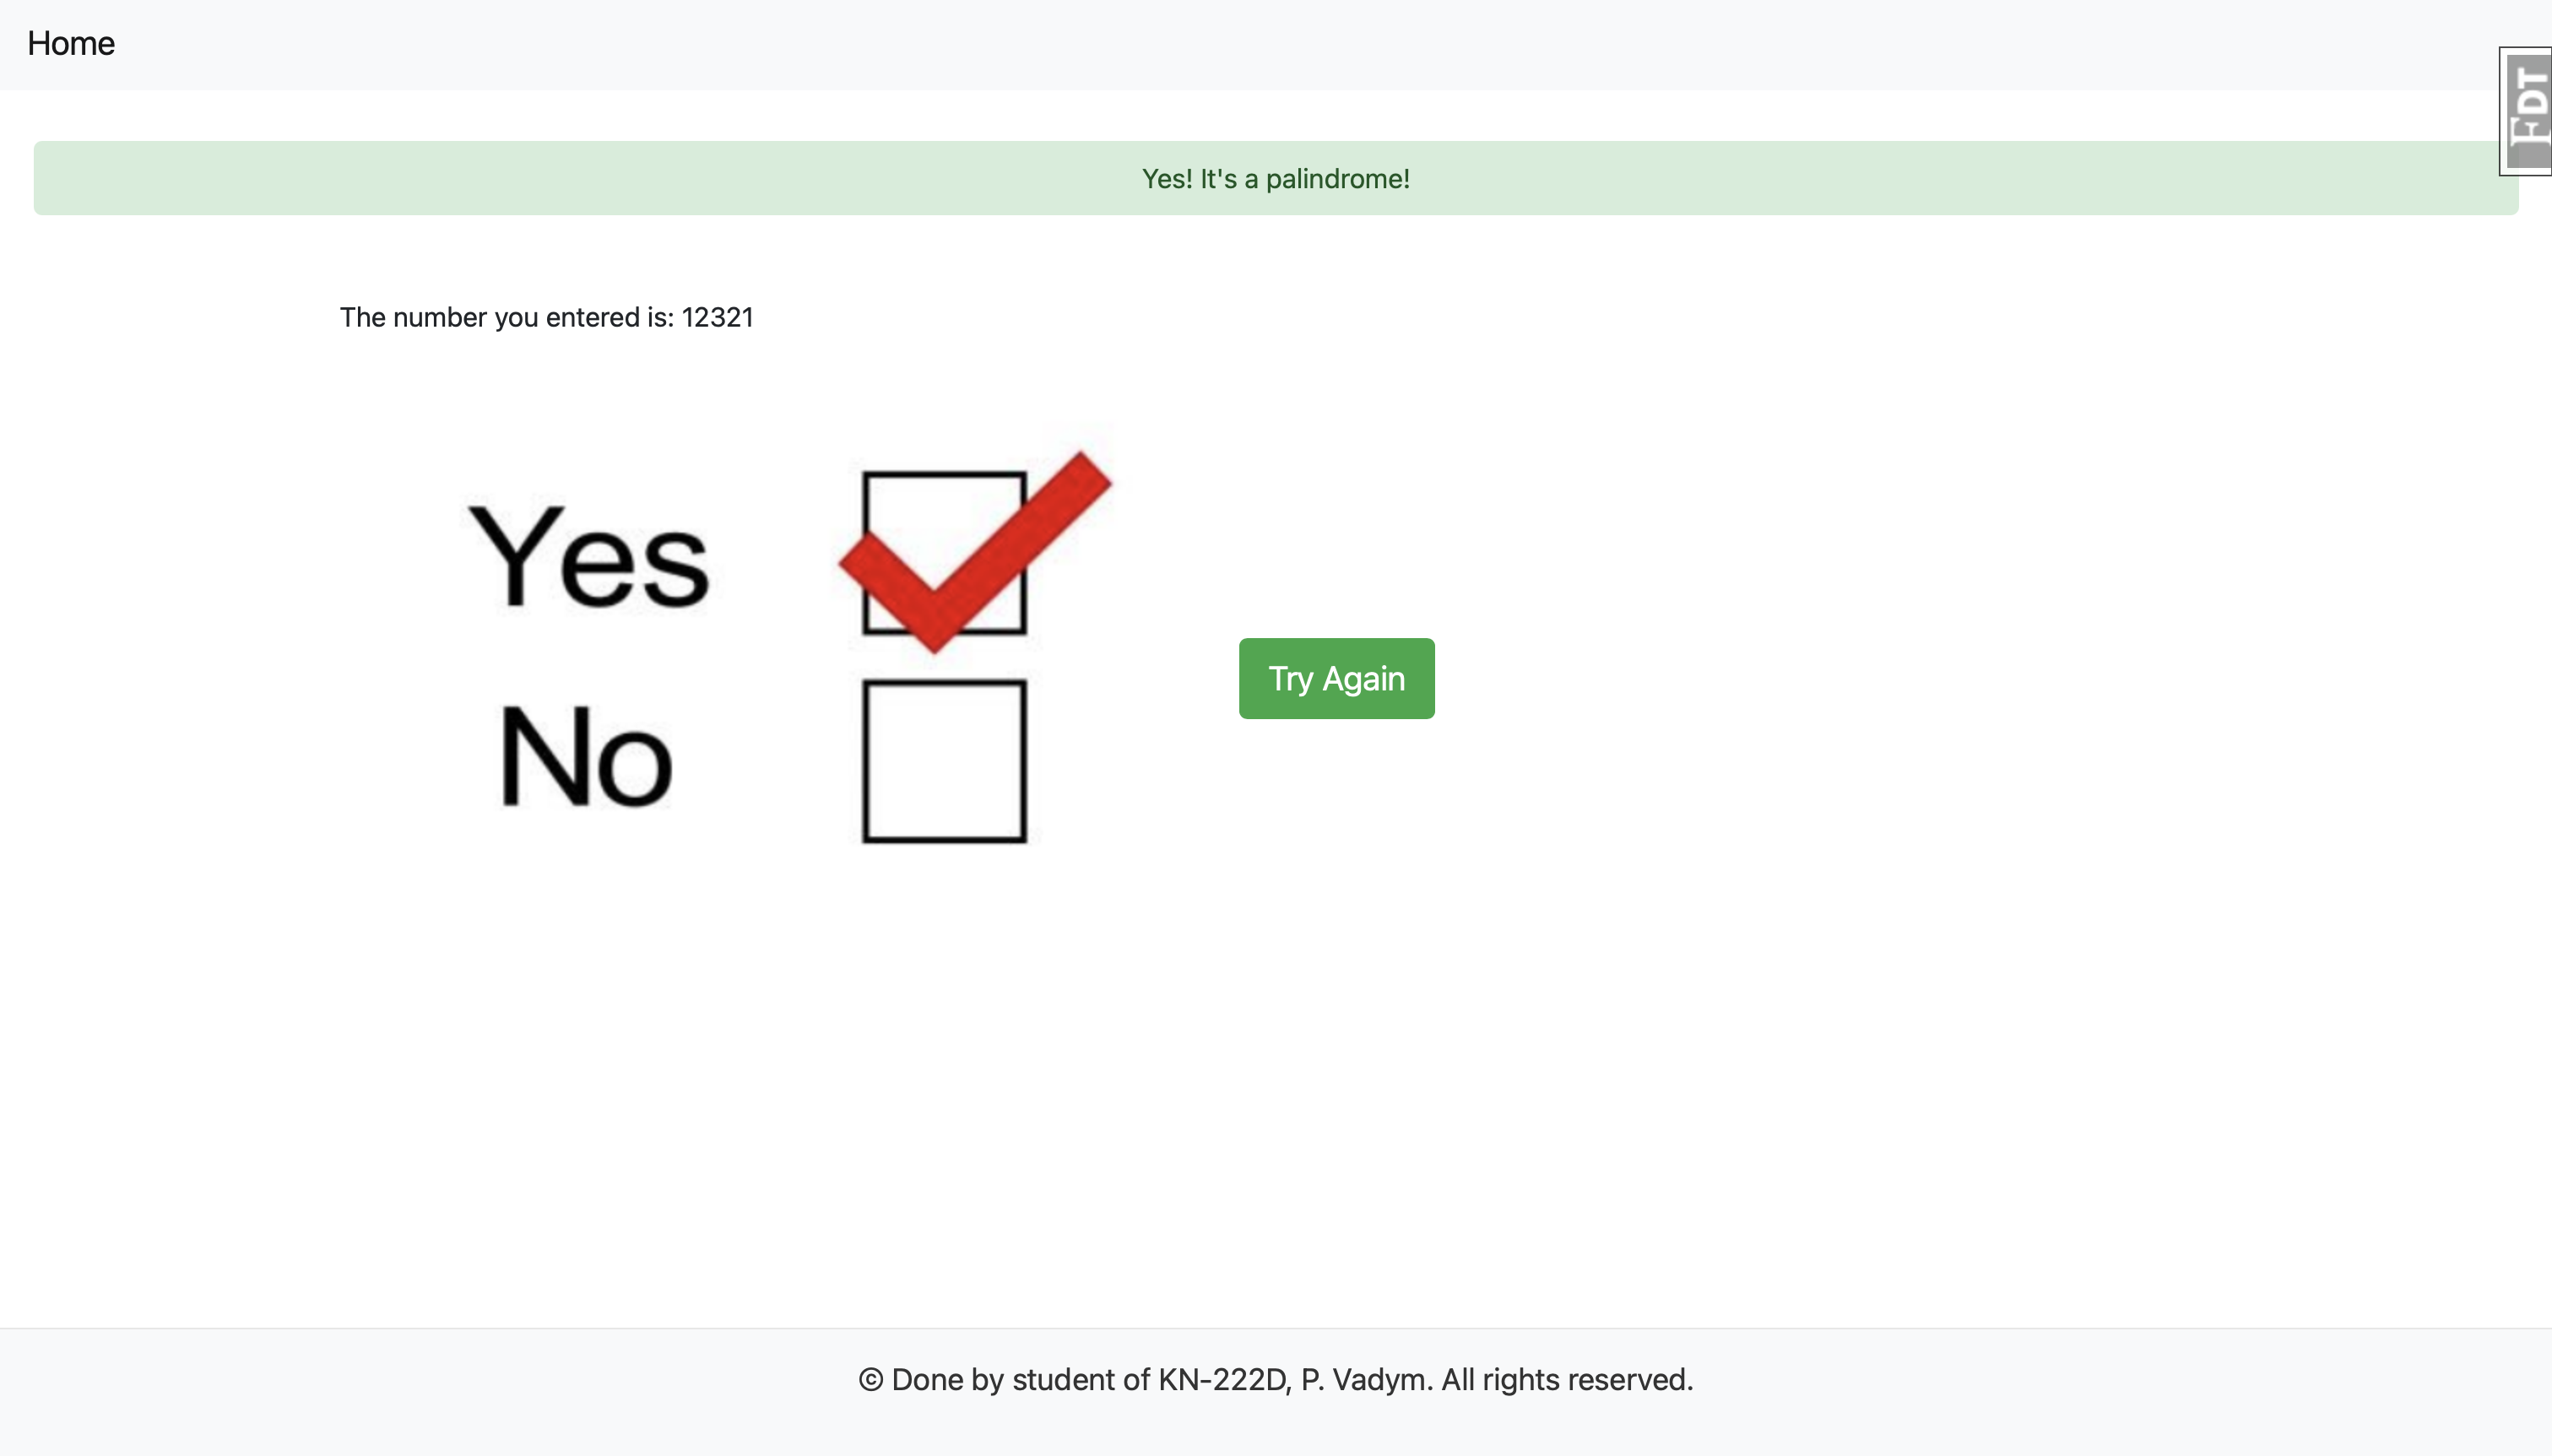 Home
FDT
Yes! It's a palindrome!
The number you entered is: 12321
Yes
No
Try Again
© Done by student of KN-222D, P. Vadym. All rights reserved.